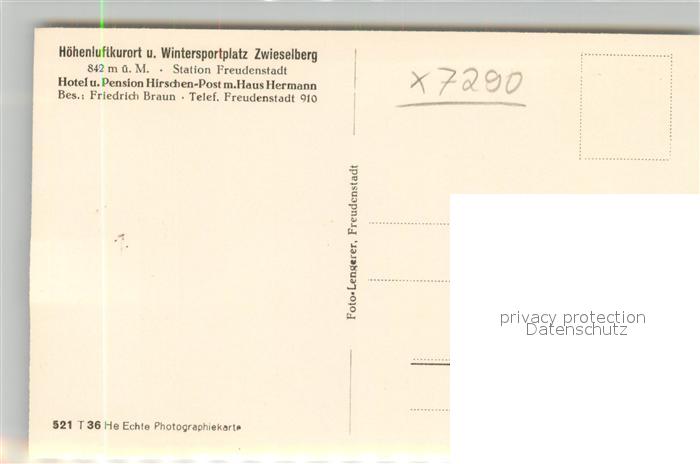 Höhenluftkurort u. Wintersportplatz Zwieselberg
842 m ü. M. · Station Freudenstadt
Hotel u. Pension Hirschen-Post m. Haus Hermann
Bes.: Friedrich Braun · Telef. Freudenstadt 910
x 7290
Foto-Lengerer, Freudenstadt
privacy protection
Datenschutz
521 T 36 He Echte Photographiekarte